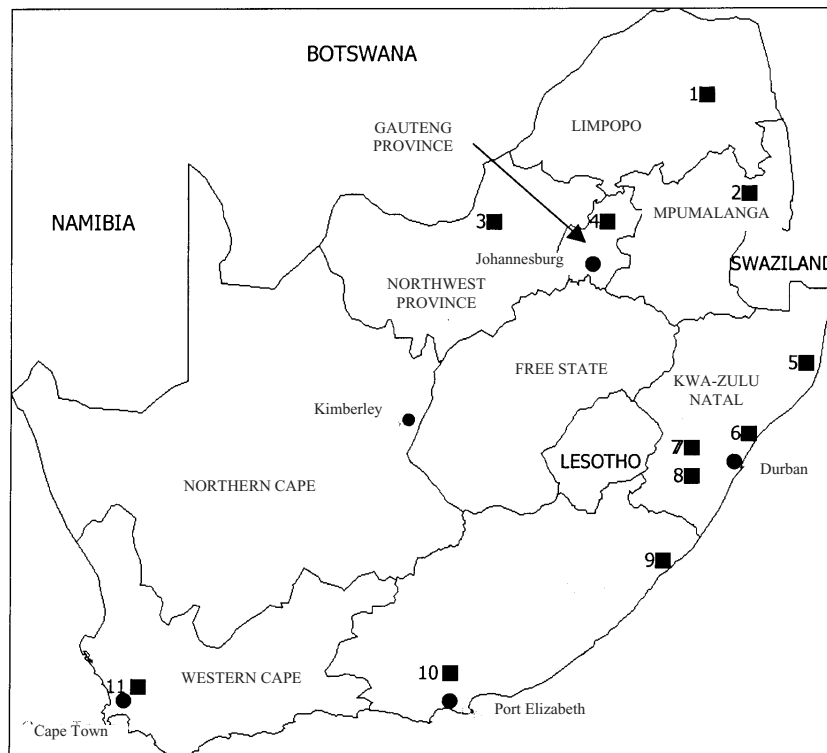 BOTSWANA
1
GAUTENG
PROVINCE
LIMPOPO
2
MPUMALANGA
NAMIBIA
3
4
Johannesburg
SWAZILAND
NORTHWEST
PROVINCE
FREE STATE
5
KWA-ZULU
NATAL
Kimberley
6
7
LESOTHO
Durban
8
NORTHERN CAPE
9
10
WESTERN CAPE
11
Port Elizabeth
Cape Town